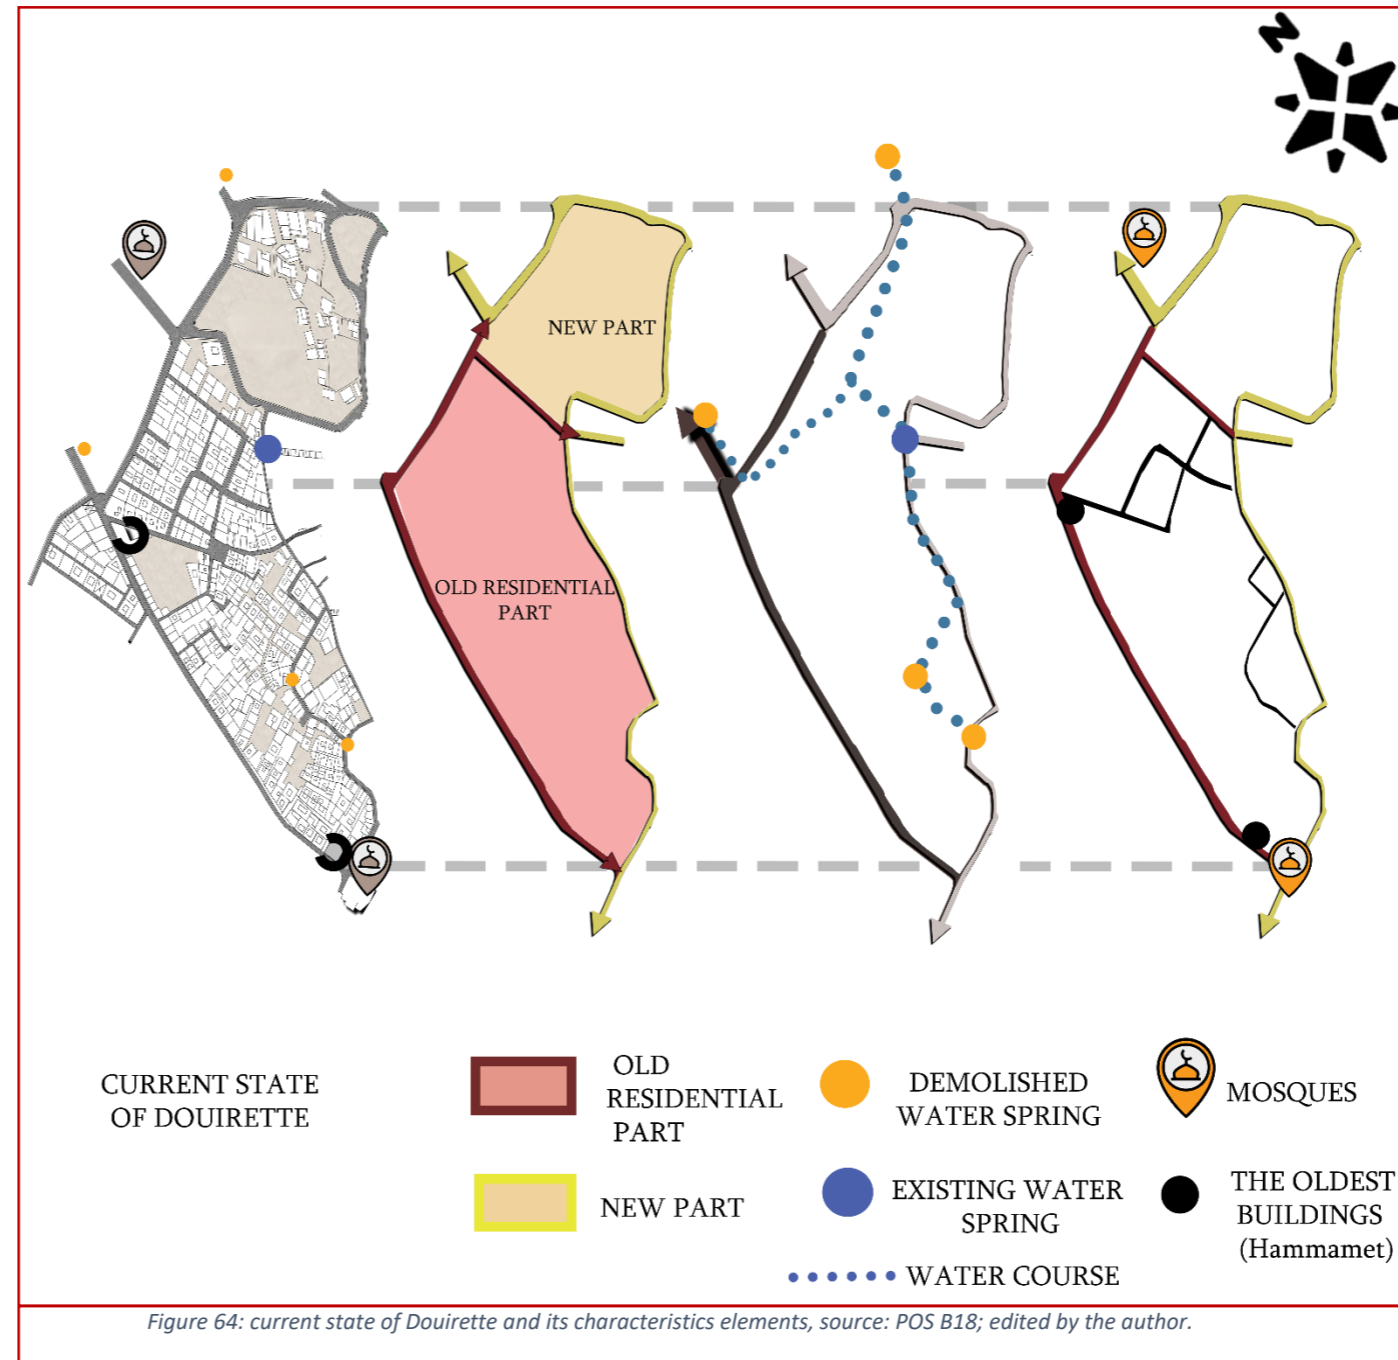 N
NEW PART
OLD RESIDENTIAL
PART
CURRENT STATE
OF DOUIRETTE
OLD
RESIDENTIAL
PART
NEW PART
DEMOLISHED
WATER SPRING
EXISTING WATER
SPRING
WATER COURSE
MOSQUES
THE OLDEST
BUILDINGS
(Hammamet)
Figure 64: current state of Douirette and its characteristics elements, source: POS B18; edited by the author.